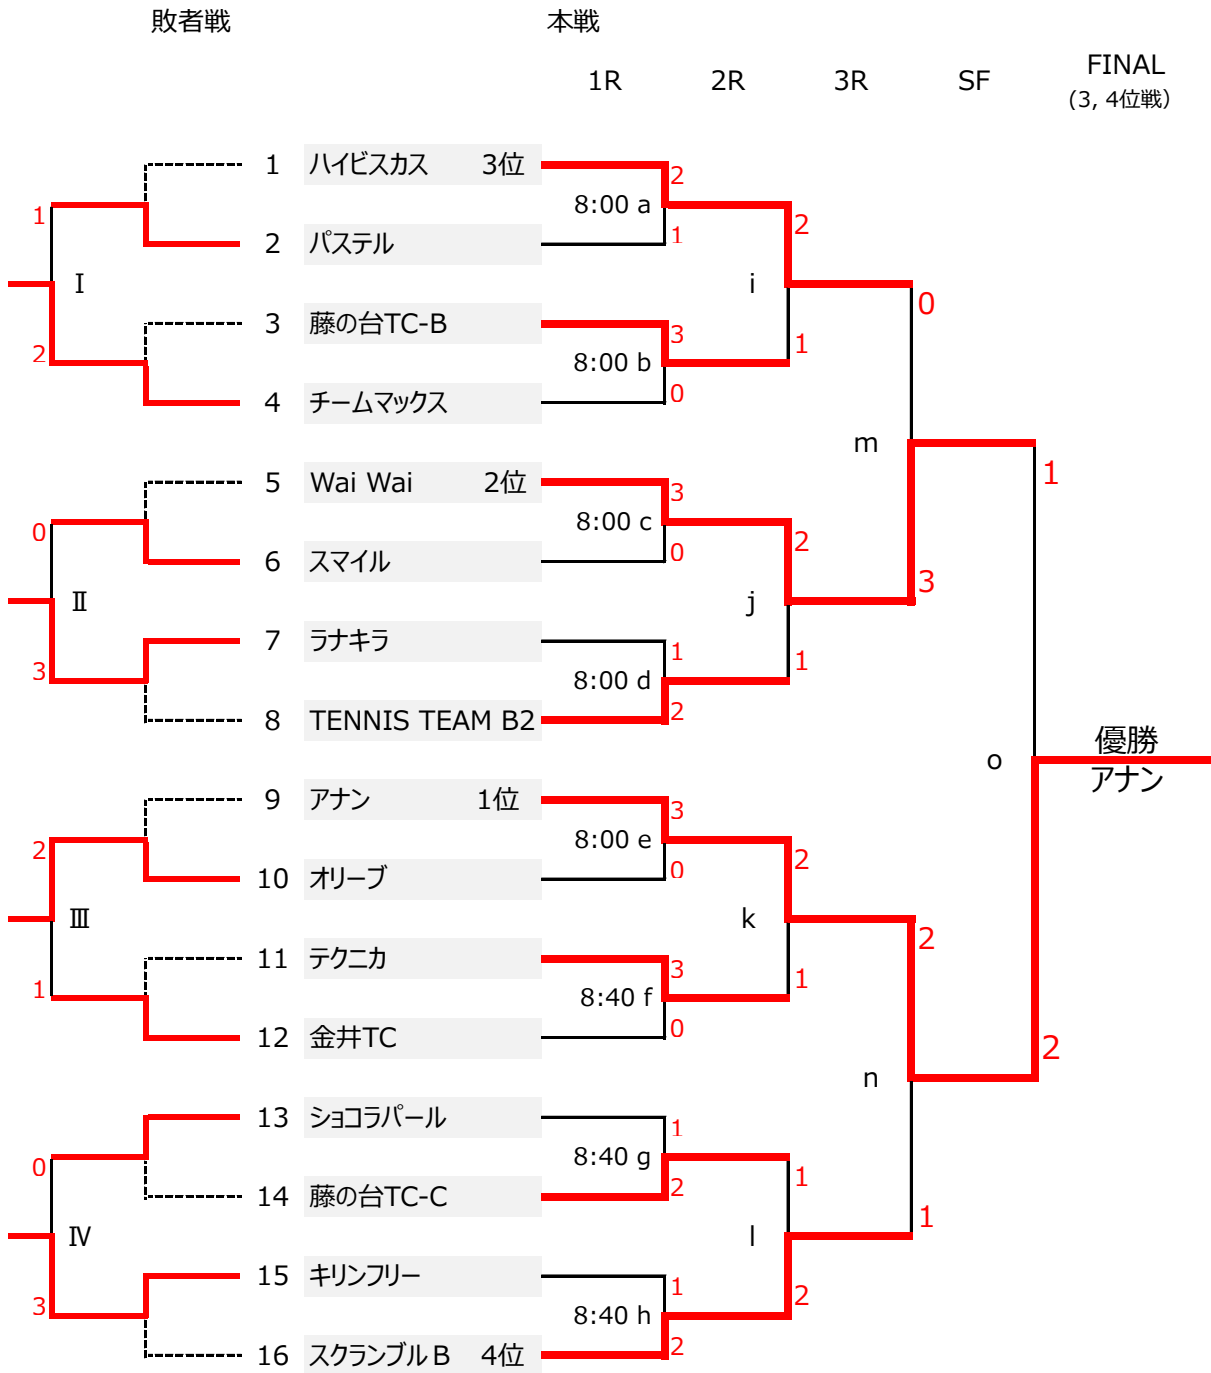 敗者戦 本戦
1R 2R 3R SF FINAL
(3, 4位戦)
1 ハイビスカス 3位 2
8:00 a
1 2
2 パステル 1
I i
3 藤の台TC-B 3 0
8:00 b 1
2
4 チームマックス 0
m
5 Wai Wai 2位 3 1
8:00 c
0 2
6 スマイル 0
II j 3
7 ラナキラ 1
8:00 d 1
3
8 TENNIS TEAM B2 2
優勝
o
アナン
9 アナン 1位 3
8:00 e
2 2
10 オリーブ 0
III k 2
11 テクニカ 3
8:40 f 1
1
12 金井TC 0
2
n
13 ショコラパール 1
8:40 g
0 1
14 藤の台TC-C 2
1
IV l
15 キリンフリー 1
8:40 h 2
3
16 スクランブルB 4位 2